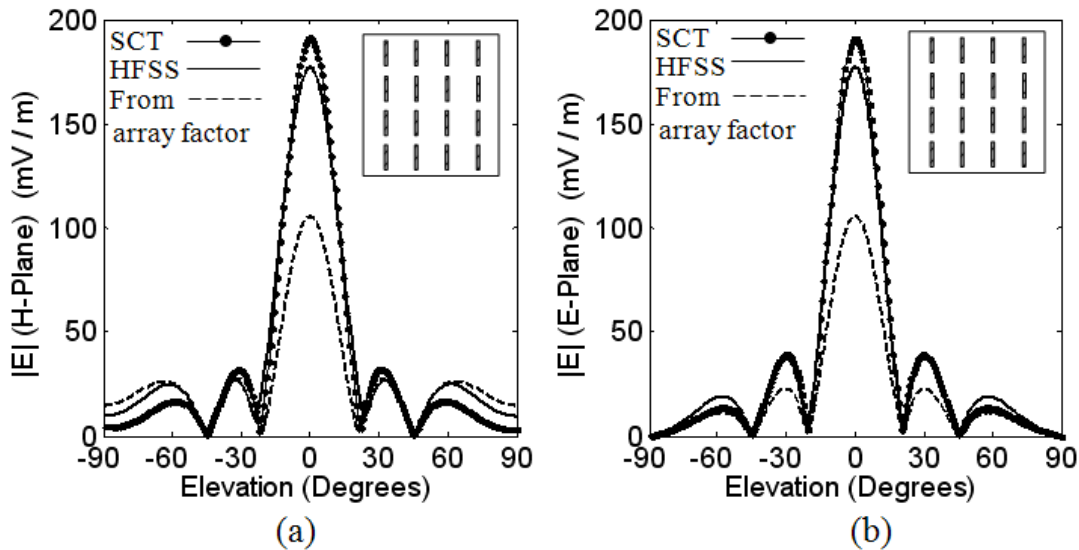 200
150
100
50
0
|E| (H-Plane) (mV / m)
SCT
HFSS
From
array factor
-90 -60 -30 0 30 60 90
Elevation (Degrees)
(a)
200
150
100
50
0
|E| (E-Plane) (mV / m)
SCT
HFSS
From
array factor
-90 -60 -30 0 30 60 90
Elevation (Degrees)
(b)